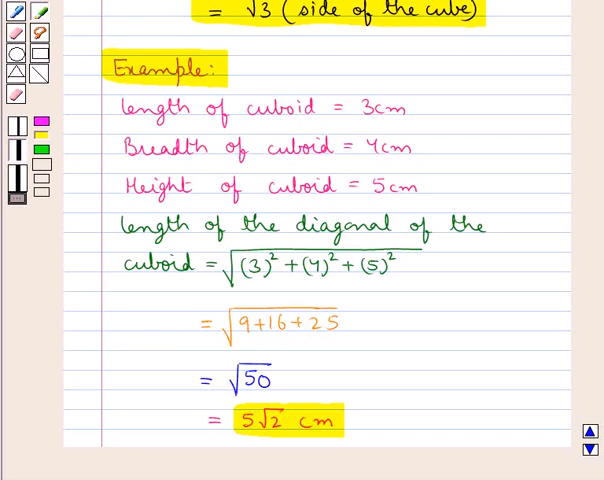 = √3 (side of the cube)
Example:
Length of cuboid = 3cm
Breadth of cuboid = 4cm
Height of cuboid = 5cm
Length of the diagonal of the
cuboid = √(3)² + (4)² + (5)²
= √9+16+25
= √50
= 5√2 cm